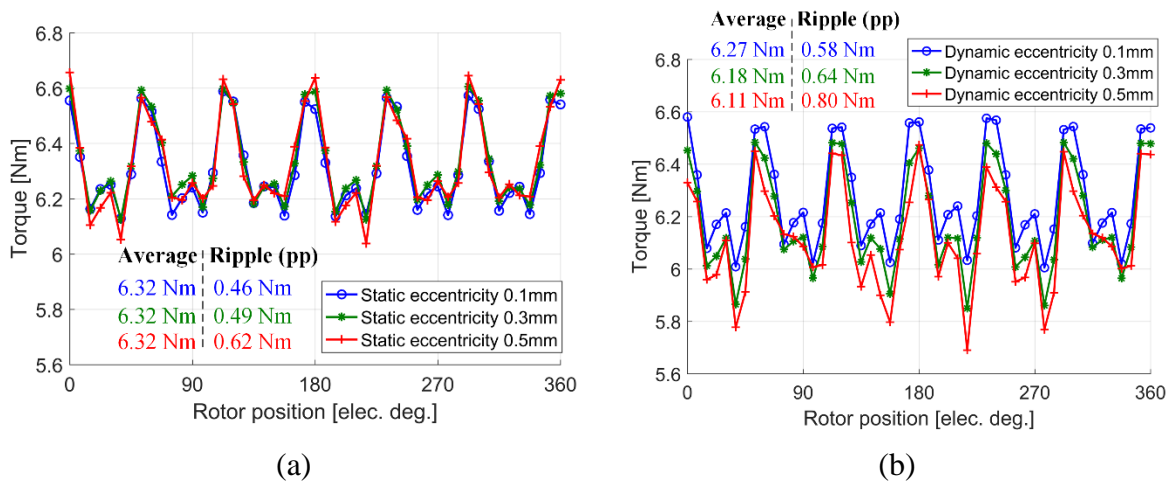 6.8
6.6
6.4
6.2
6
5.8
5.6
Torque [Nm]
Average Ripple (pp)
6.32 Nm 0.46 Nm
6.32 Nm 0.49 Nm
6.32 Nm 0.62 Nm
Static eccentricity 0.1mm
Static eccentricity 0.3mm
Static eccentricity 0.5mm
0 90 180 270 360
Rotor position [elec. deg.]
(a)
Average Ripple (pp)
6.27 Nm 0.58 Nm
6.18 Nm 0.64 Nm
6.11 Nm 0.80 Nm
Dynamic eccentricity 0.1mm
Dynamic eccentricity 0.3mm
Dynamic eccentricity 0.5mm
6.8
6.6
6.4
6.2
6
5.8
5.6
Torque [Nm]
0 90 180 270 360
Rotor position [elec. deg.]
(b)